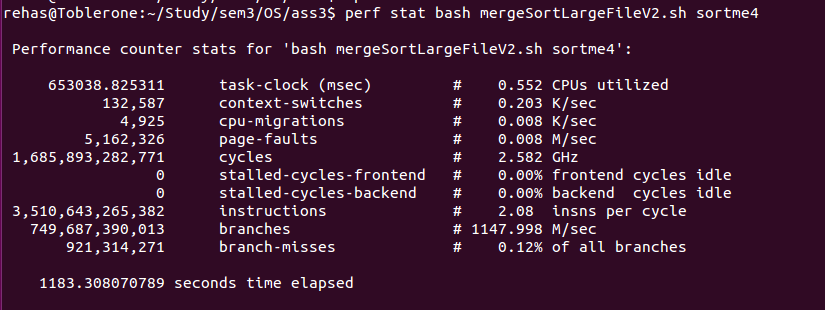 rehas@Toblerone:~/Study/sem3/OS/ass3$ perf stat bash mergeSortLargeFileV2.sh sortme4
Performance counter stats for 'bash mergeSortLargeFileV2.sh sortme4':
653038.825311 task-clock (msec) # 0.552 CPUs utilized
132,587 context-switches # 0.203 K/sec
4,925 cpu-migrations # 0.008 K/sec
5,162,326 page-faults # 0.008 M/sec
1,685,893,282,771 cycles # 2.582 GHz
0 stalled-cycles-frontend # 0.00% frontend cycles idle
0 stalled-cycles-backend # 0.00% backend cycles idle
3,510,643,265,382 instructions # 2.08 insns per cycle
749,687,390,013 branches # 1147.998 M/sec
921,314,271 branch-misses # 0.12% of all branches
1183.308070789 seconds time elapsed